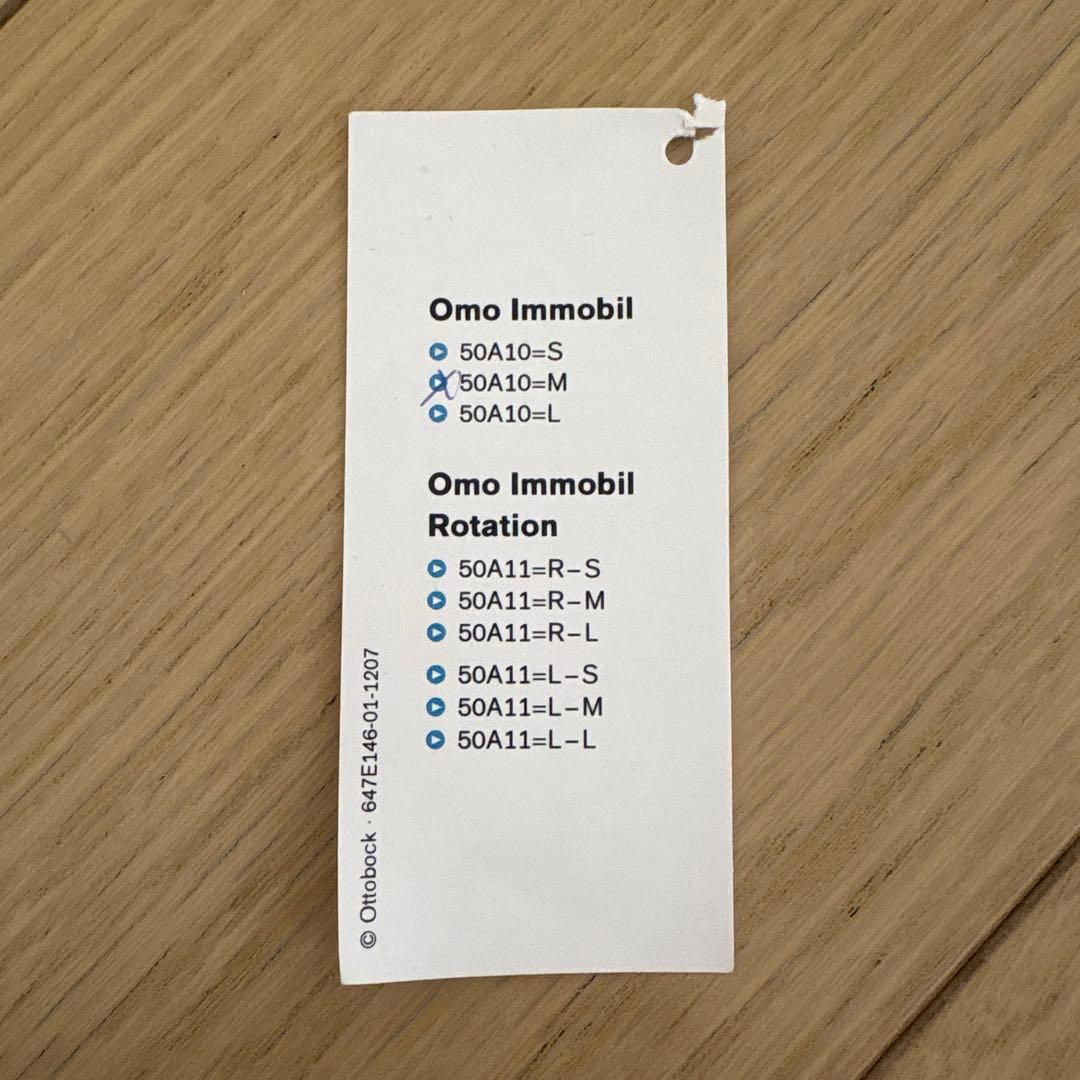 Omo Immobil
50A10=S
X 50A10=M
50A10=L
Omo Immobil
Rotation
50A11=R–S
50A11=R–M
50A11=R–L
50A11=L–S
50A11=L–M
50A11=L–L
© Ottobock · 647E146-01-1207